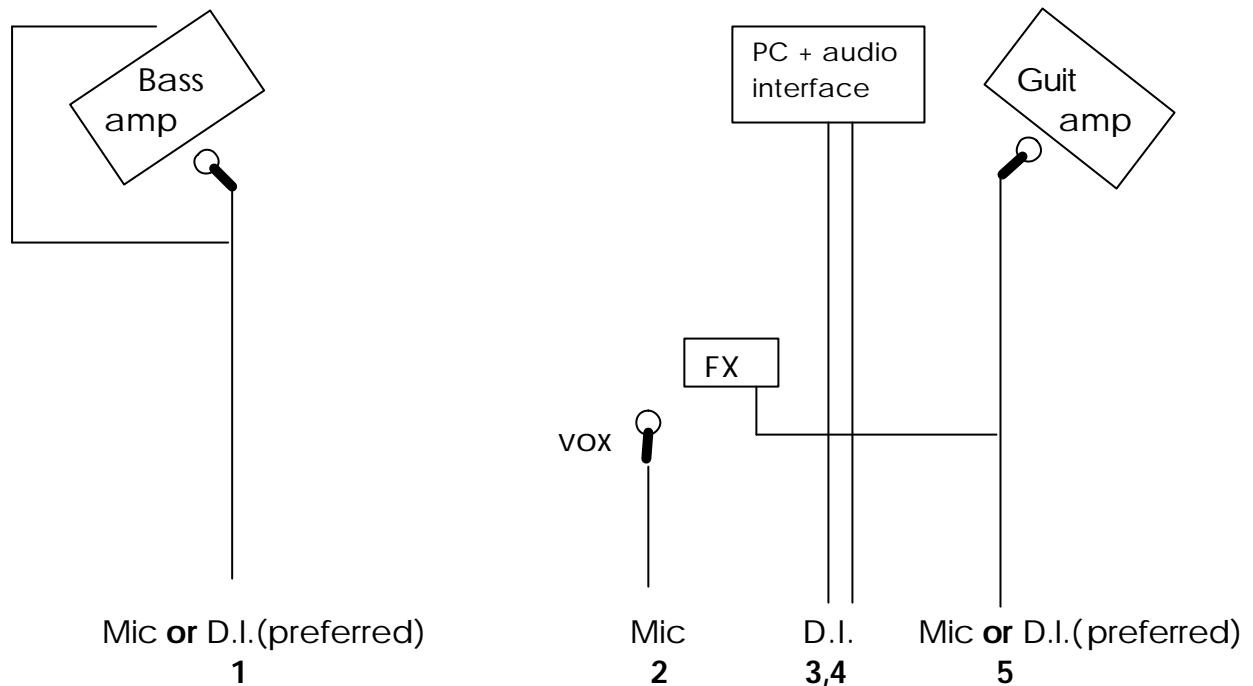 Bass
amp
PC + audio
interface
Guit
amp
FX
vox
Mic or D.I.(preferred)
1
Mic
2
D.I.
3,4
Mic or D.I.(preferred)
5